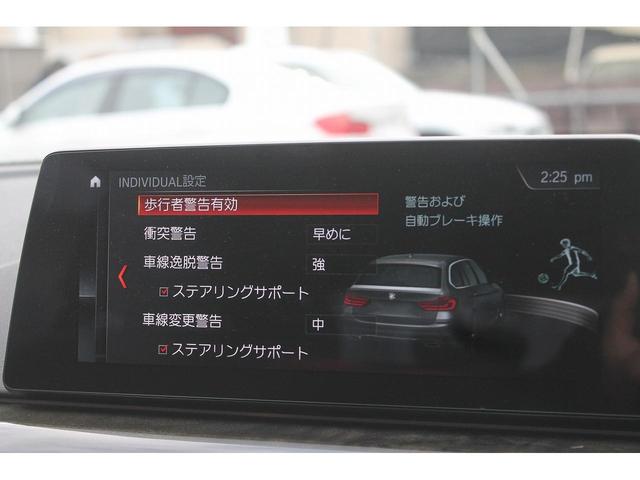 INDIVIDUAL設定
2:25 pm
歩行者警告有効
衝突警告 早めに
車線逸脱警告 強
ステアリングサポート
車線変更警告 中
ステアリングサポート
警告および
自動ブレーキ操作